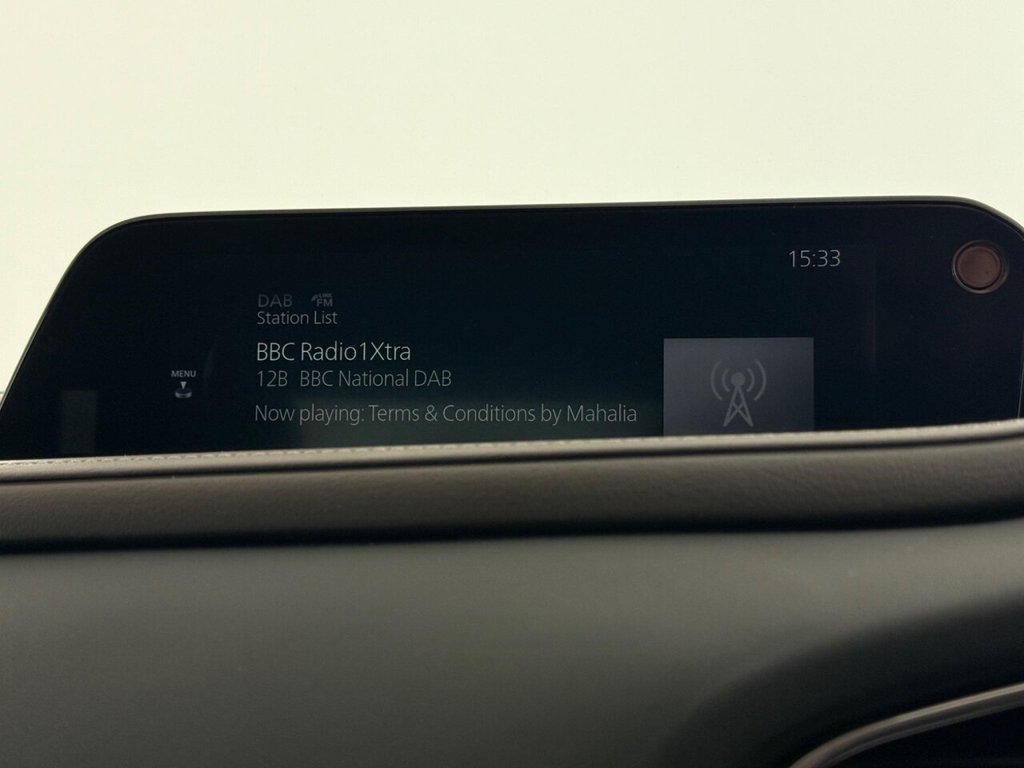 15:33
DAB LINK FM
Station List
BBC Radio1Xtra
MENU
12B BBC National DAB
Now playing: Terms & Conditions by Mahalia